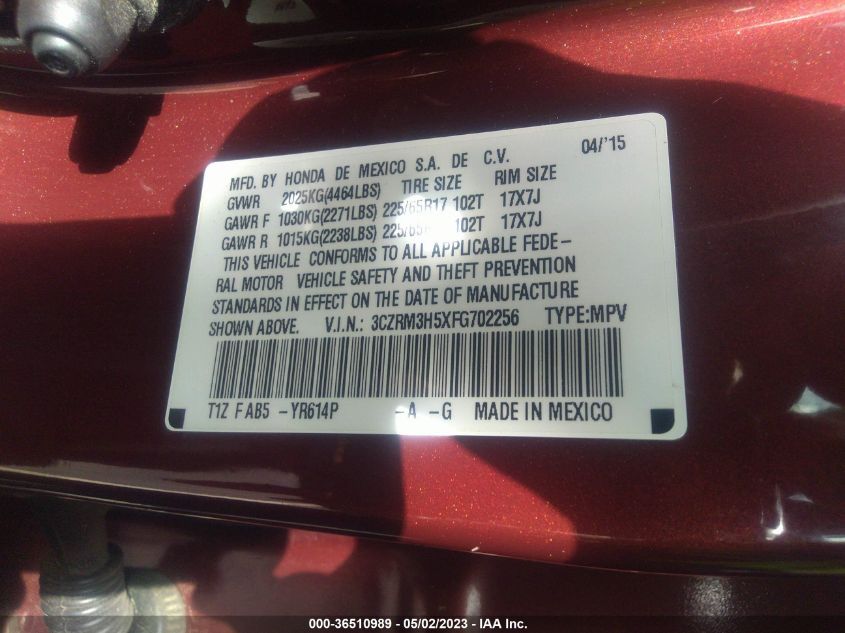 MFD. BY HONDA DE MEXICO S.A. DE C.V. 04/'15
GVWR 2025KG(4464LBS) TIRE SIZE RIM SIZE
GAWR F 1030KG(2271LBS) 225/65R17 102T 17X7J
GAWR R 1015KG(2238LBS) 102T 17X7J
THIS VEHICLE CONFORMS TO ALL APPLICABLE FEDE-
RAL MOTOR VEHICLE SAFETY AND THEFT PREVENTION
STANDARDS IN EFFECT ON THE DATE OF MANUFACTURE
SHOWN ABOVE. V.I.N.: 3CZRM3H5XFG702256 TYPE:MPV
T1Z F AB5 -YR614P -A -G MADE IN MEXICO
000-36510989 - 05/02/2023 - IAA Inc.